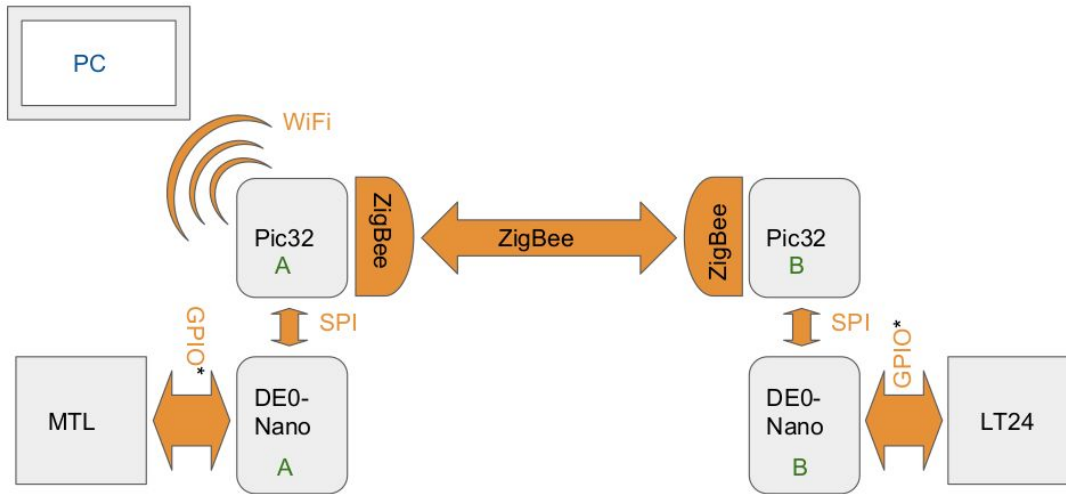 PC
WiFi
Pic32
A
ZigBee
ZigBee
ZigBee
Pic32
B
SPI
SPI
GPIO*
GPIO*
MTL
DE0-
Nano
A
DE0-
Nano
B
LT24